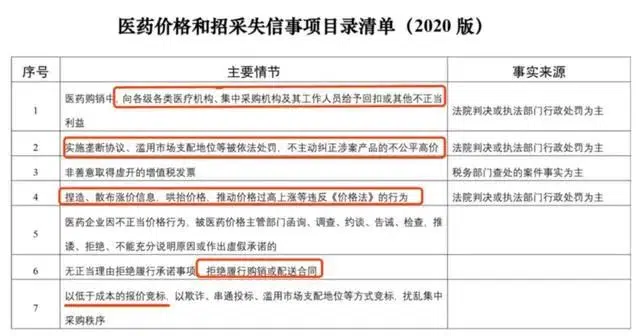 医药价格和招采失信事项目录清单（2020 版）
序号 主要情节 事实来源
1 医药购销中，向各级各类医疗机构、集中采购机构及其工作人员给予回扣或其他不正当
利益 法院判决或执法部门行政处罚为主
2 实施垄断协议、滥用市场支配地位等被依法处罚，不主动纠正涉案产品的不公平高价 法院判决或执法部门行政处罚为主
3 非善意取得虚开的增值税发票 税务部门查处的案件事实为主
4 捏造、散布涨价信息，哄抬价格，推动价格过高上涨等违反《价格法》的行为 法院判决或执法部门行政处罚为主
5 医药企业因不正当价格行为，被医药价格主管部门函询、调查、约谈、告诫、检查，推
诿、拒绝、不能充分说明原因或作出虚假承诺的
6 无正当理由拒绝履行承诺事项，拒绝履行购销或配送合同
7 以低于成本的报价竞标，以欺诈、串通投标、滥用市场支配地位等方式竞标，扰乱集中
采购秩序